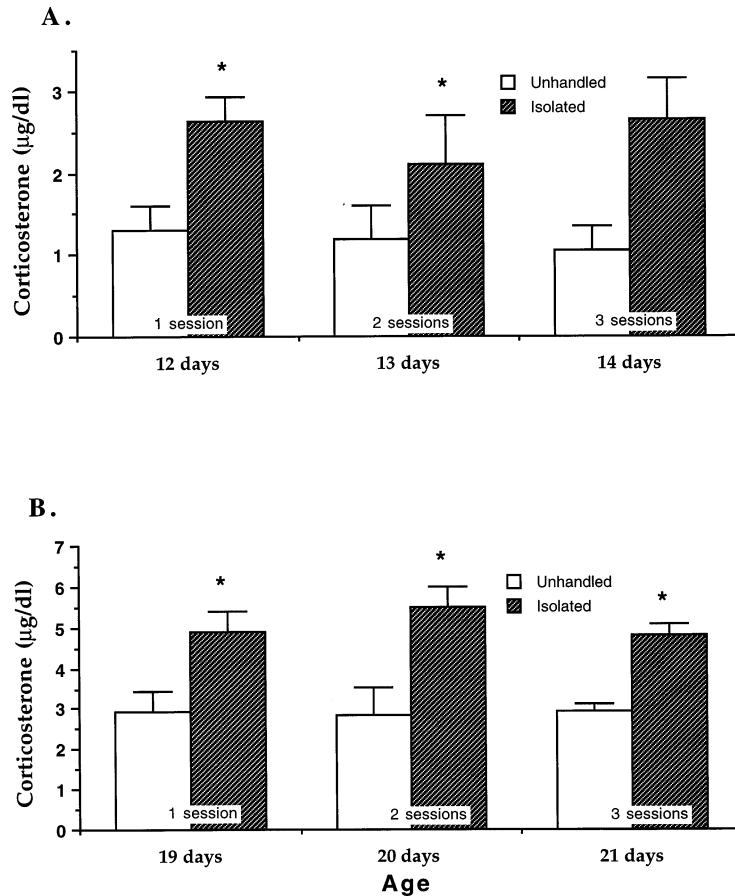 A.
Corticosterone (µg/dl)
3
2
1
0
*
*
Unhandled
Isolated
1 session
2 sessions
3 sessions
12 days
13 days
14 days
B.
Corticosterone (µg/dl)
7
6
5
4
3
2
1
0
*
*
*
Unhandled
Isolated
1 session
2 sessions
3 sessions
19 days
20 days
21 days
Age